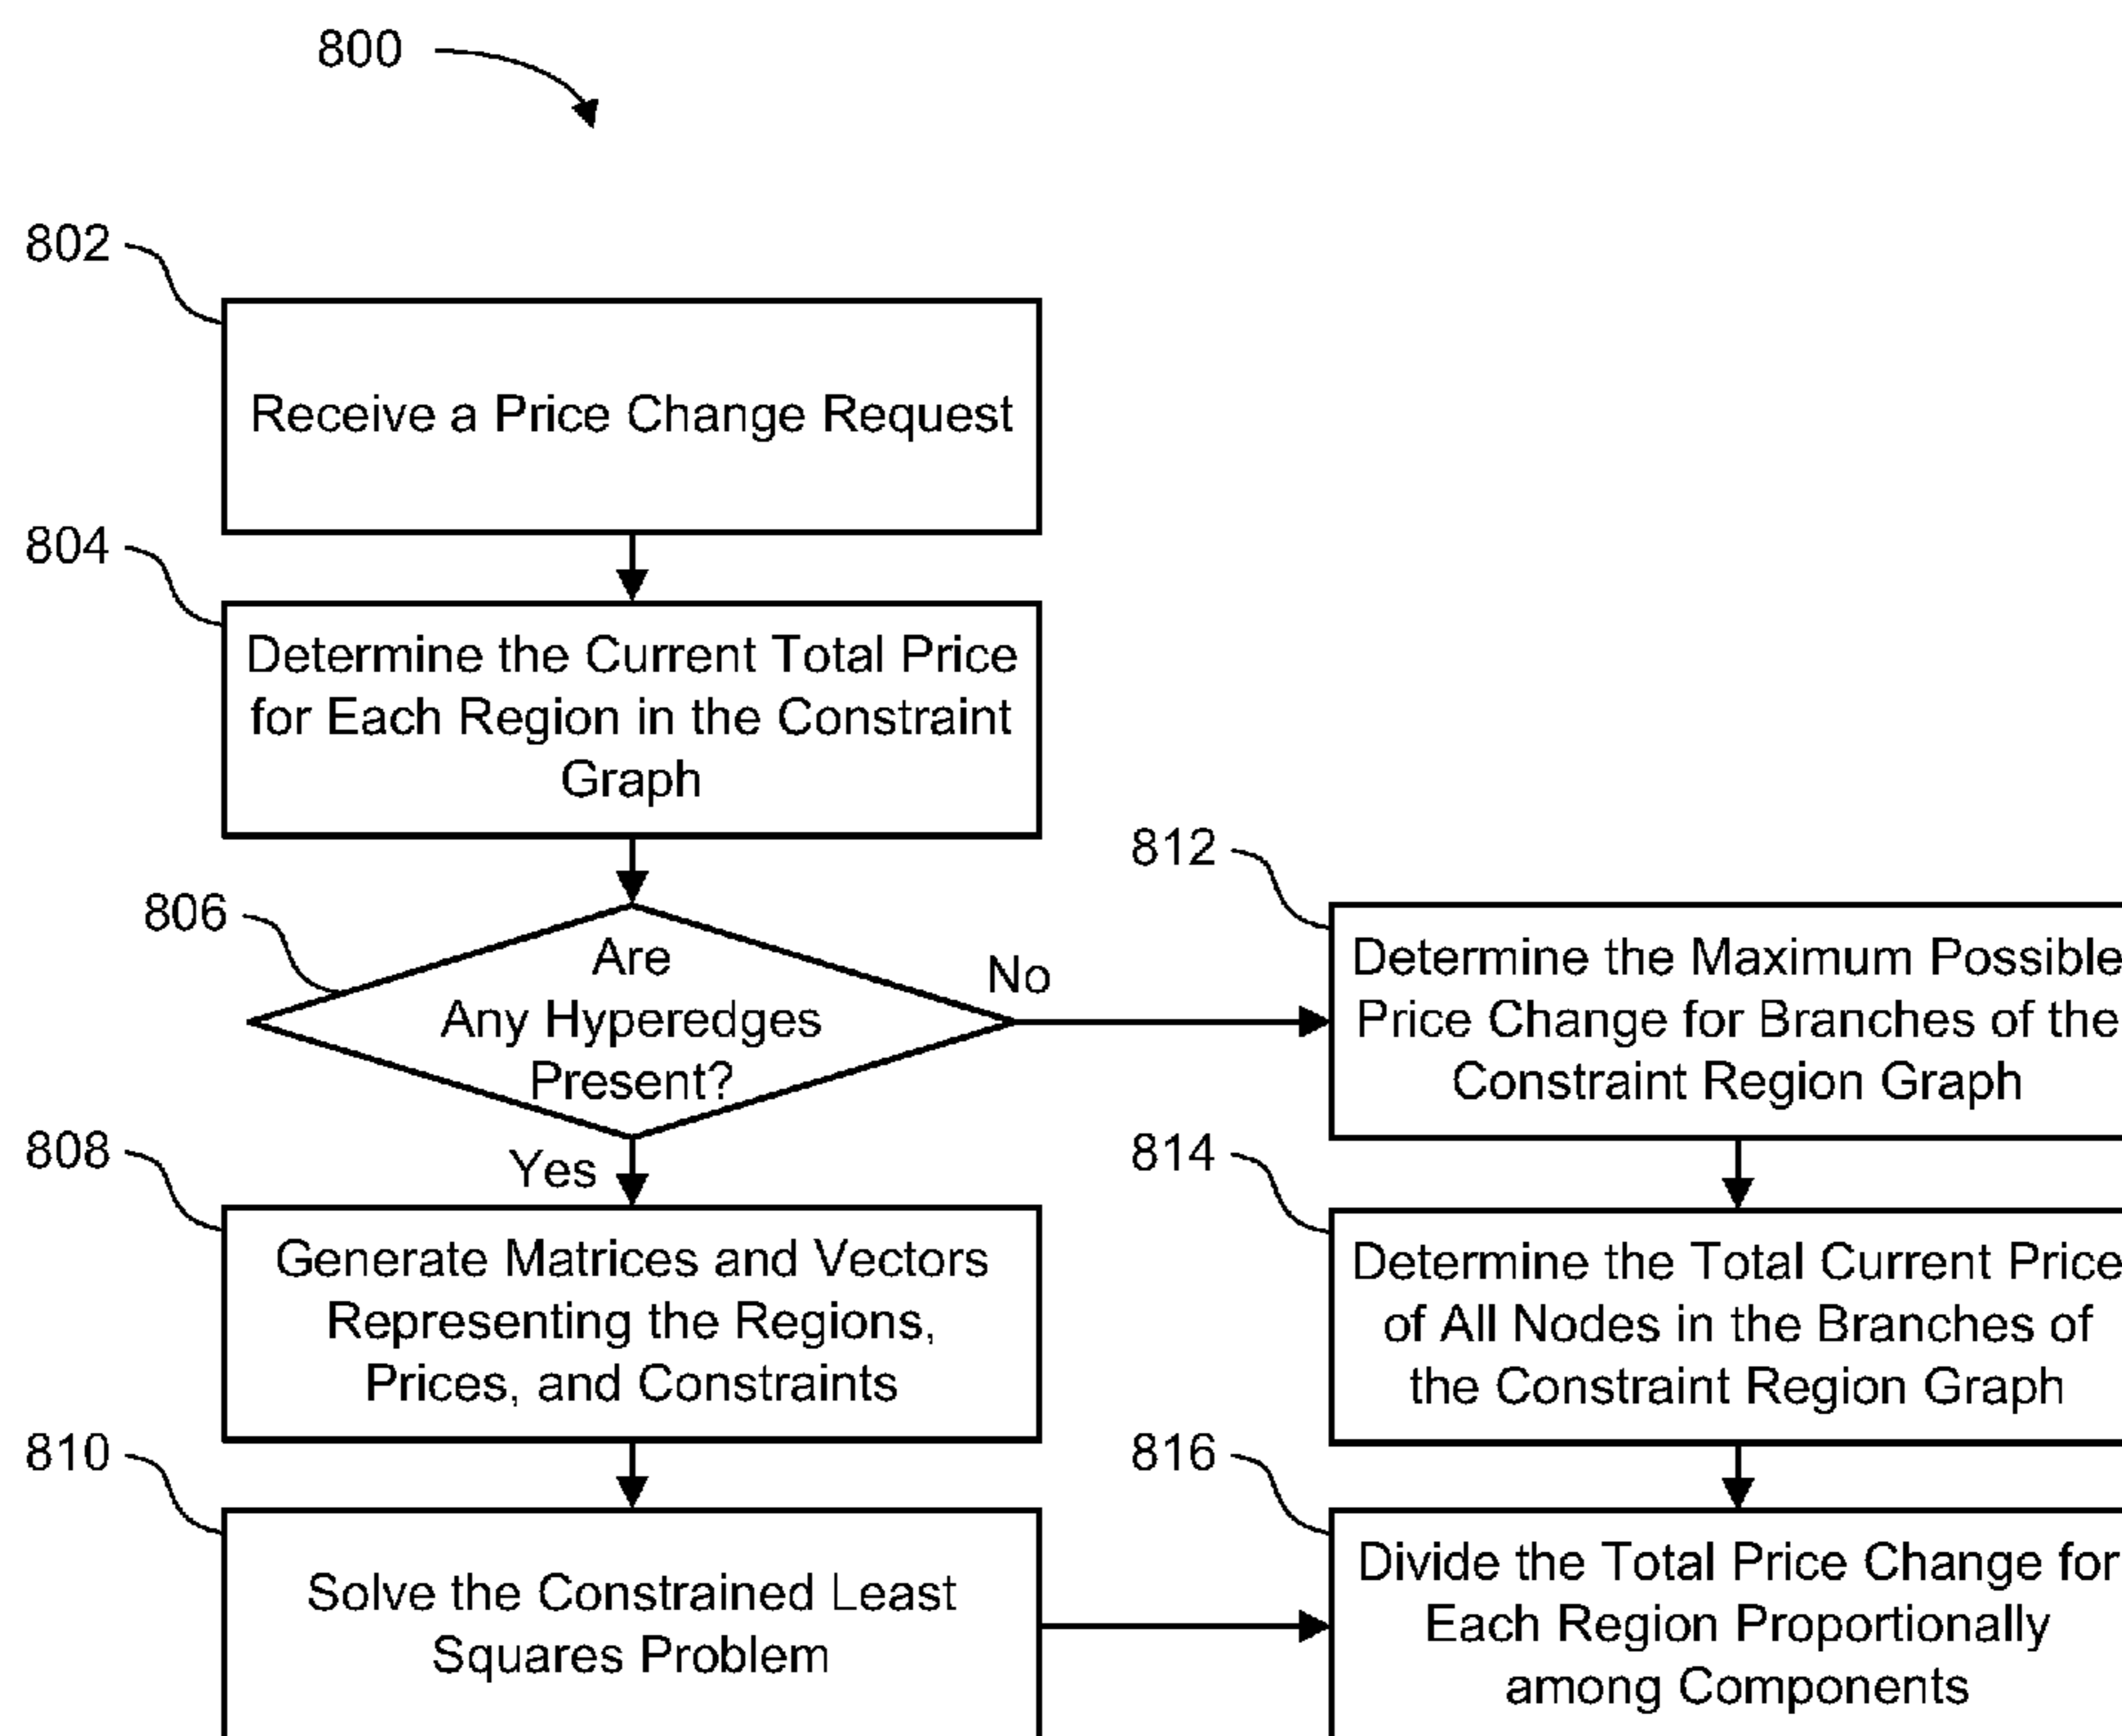 800
802
Receive a Price Change Request
804
Determine the Current Total Price
for Each Region in the Constraint
Graph
806
Are
Any Hyperedges
Present?
No
Yes
808
Generate Matrices and Vectors
Representing the Regions,
Prices, and Constraints
810
Solve the Constrained Least
Squares Problem
812
Determine the Maximum Possible
Price Change for Branches of the
Constraint Region Graph
814
Determine the Total Current Price
of All Nodes in the Branches of
the Constraint Region Graph
816
Divide the Total Price Change for
Each Region Proportionally
among Components